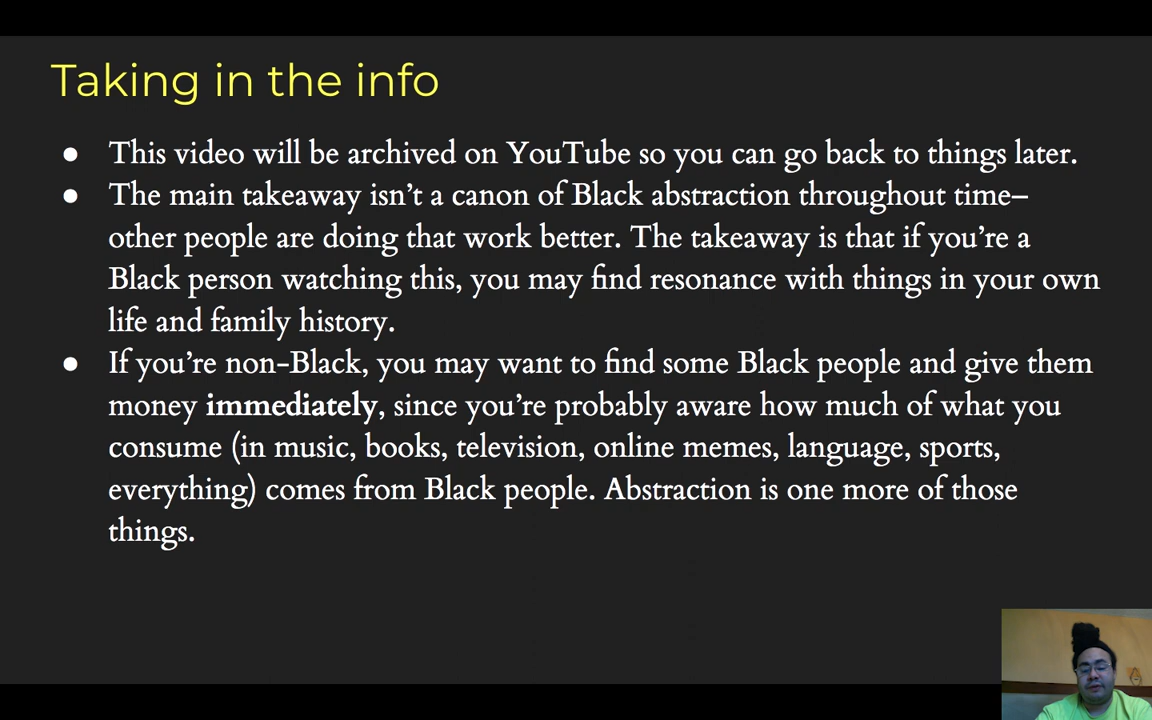 Taking in the info
● This video will be archived on YouTube so you can go back to things later.
● The main takeaway isn’t a canon of Black abstraction throughout time–
other people are doing that work better. The takeaway is that if you’re a
Black person watching this, you may find resonance with things in your own
life and family history.
● If you’re non-Black, you may want to find some Black people and give them
money immediately, since you’re probably aware how much of what you
consume (in music, books, television, online memes, language, sports,
everything) comes from Black people. Abstraction is one more of those
things.